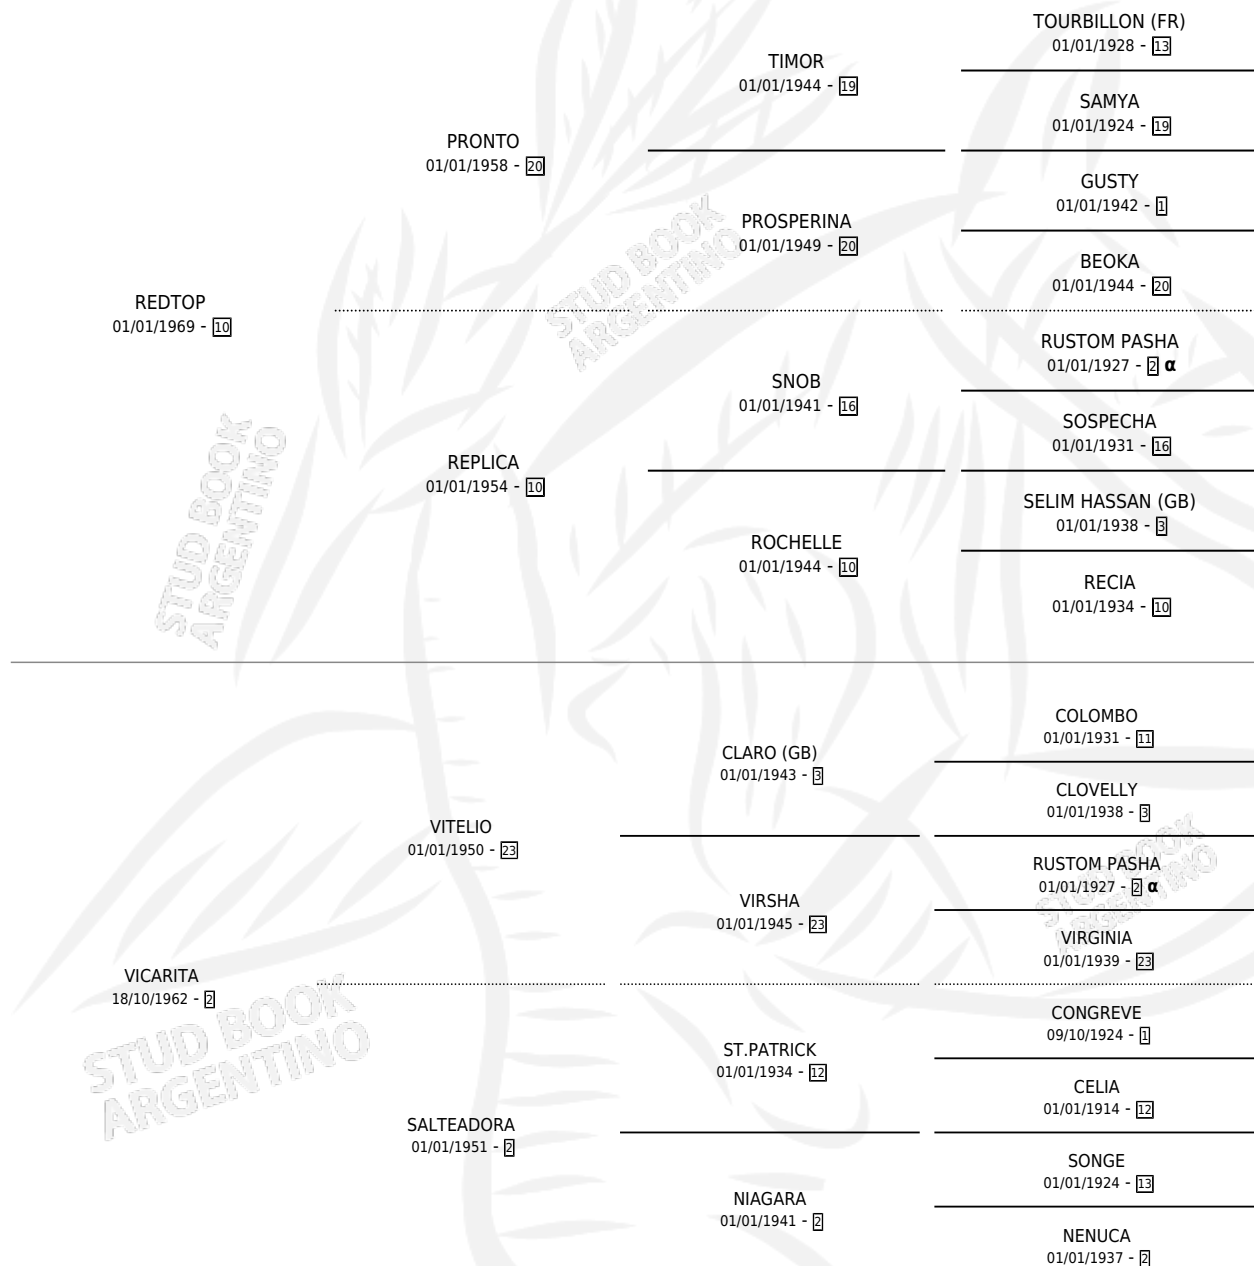 TOURBILLON (FR)
01/01/1928 - 13
TIMOR
01/01/1944 - 19
SAMYA
01/01/1924 - 19
PRONTO
01/01/1958 - 20
GUSTY
01/01/1942 - 1
PROSPERINA
01/01/1949 - 20
BEOKA
01/01/1944 - 20
STUD BOOK
ARGENTINO
REDTOP
01/01/1969 - 10
RUSTOM PASHA
01/01/1927 - 2 α
SNOB
01/01/1941 - 16
SOSPECHA
01/01/1931 - 16
REPLICA
01/01/1954 - 10
SELIM HASSAN (GB)
01/01/1938 - 3
ROCHELLE
01/01/1944 - 10
RECIA
01/01/1934 - 10
STUD BOOK
ARGENTINO
COLOMBO
01/01/1931 - 11
CLARO (GB)
01/01/1943 - 3
CLOVELLY
01/01/1938 - 3
VITELIO
01/01/1950 - 23
RUSTOM PASHA
01/01/1927 - 2 α
VIRSHA
01/01/1945 - 23
VIRGINIA
01/01/1939 - 23
STUD BOOK
ARGENTINO
VICARITA
18/10/1962 - 2
CONGREVE
09/10/1924 - 1
ST.PATRICK
01/01/1934 - 12
CELIA
01/01/1914 - 12
SALTEADORA
01/01/1951 - 2
SONGE
01/01/1924 - 13
NIAGARA
01/01/1941 - 2
NENUCA
01/01/1937 - 2
STUD BOOK
ARGENTINO